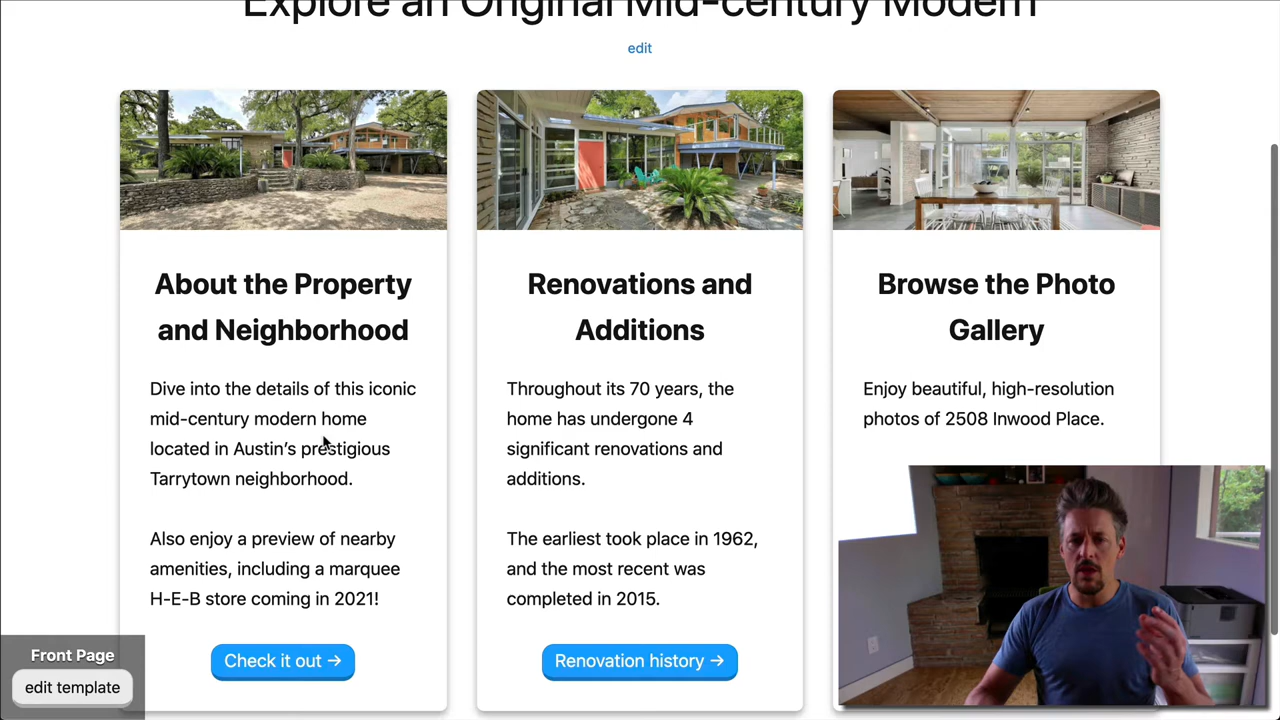 Explore an Original Mid-century Modern
edit
About the Property
and Neighborhood
Dive into the details of this iconic
mid-century modern home
located in Austin’s prestigious
Tarrytown neighborhood.
Also enjoy a preview of nearby
amenities, including a marquee
H-E-B store coming in 2021!
Check it out →
Renovations and
Additions
Throughout its 70 years, the
home has undergone 4
significant renovations and
additions.
The earliest took place in 1962,
and the most recent was
completed in 2015.
Renovation history →
Browse the Photo
Gallery
Enjoy beautiful, high-resolution
photos of 2508 Inwood Place.
Front Page
edit template